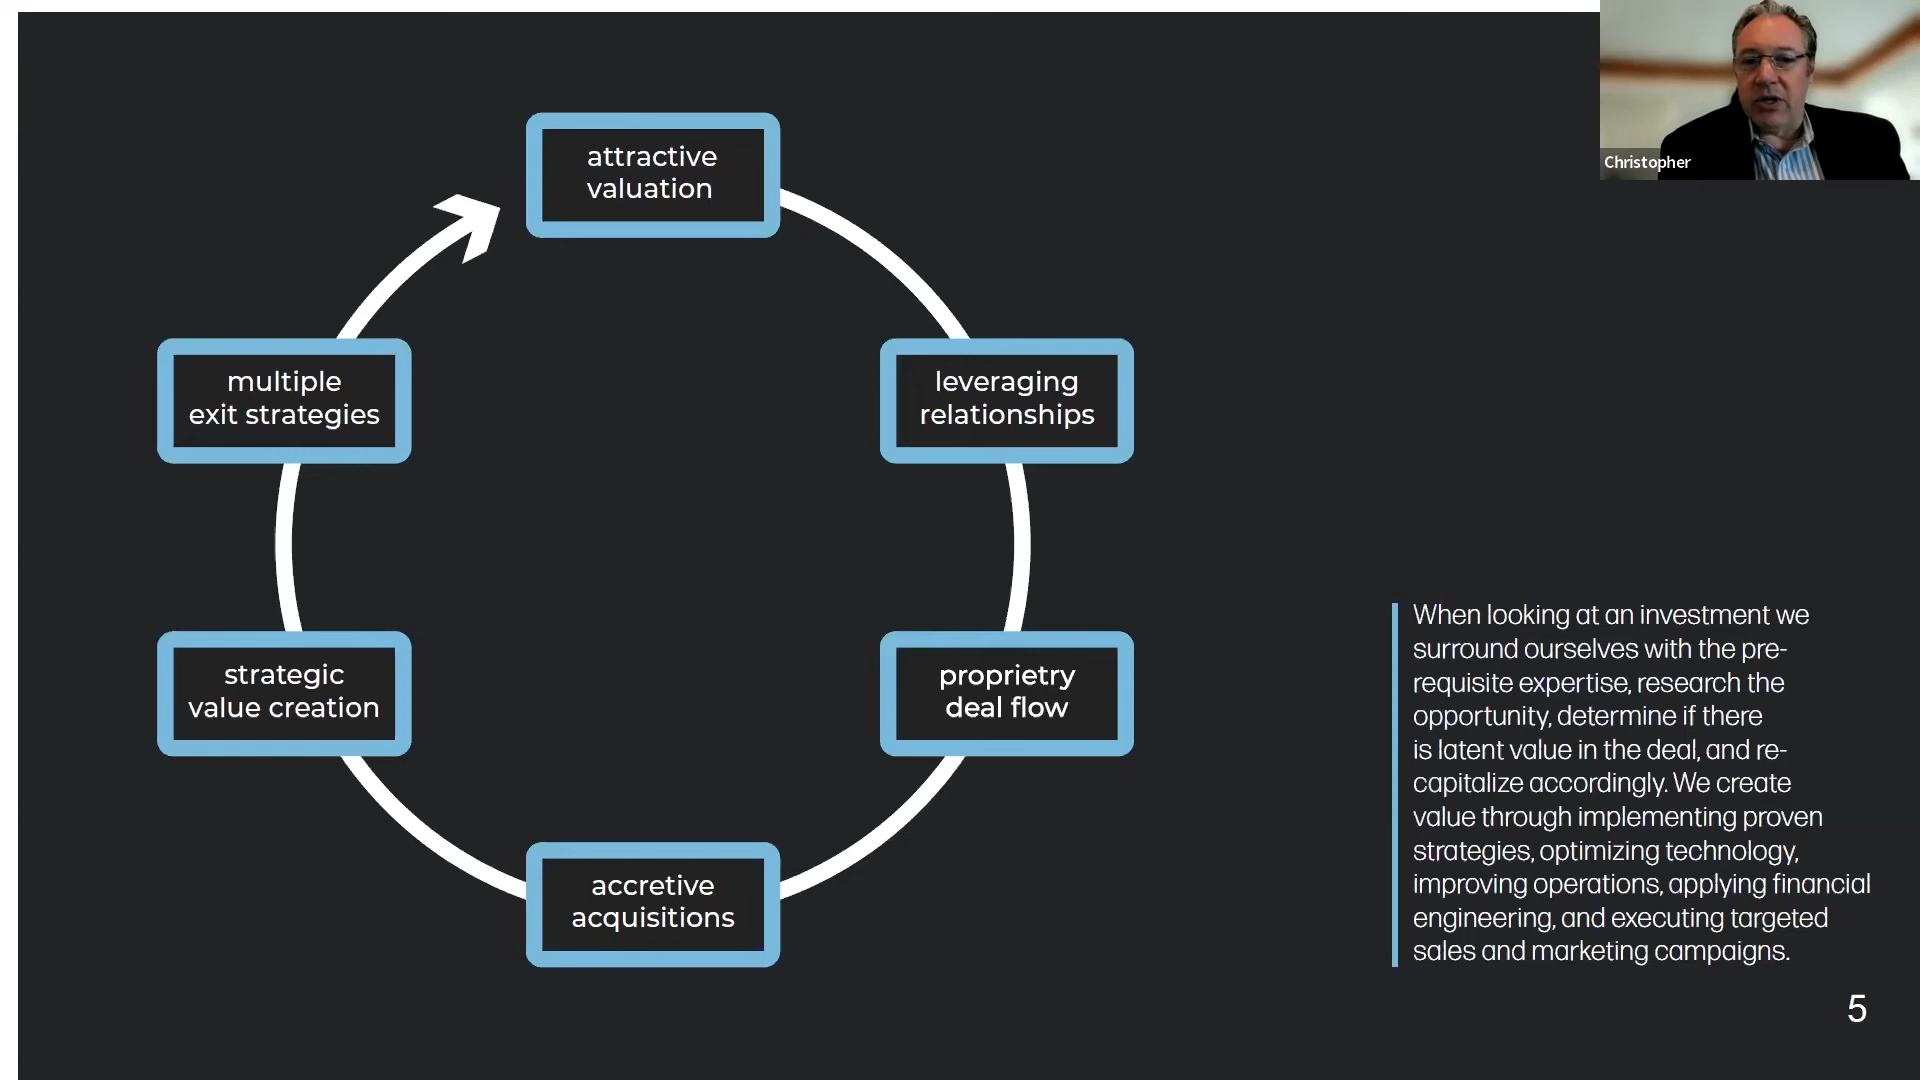 attractive
valuation
leveraging
relationships
proprietry
deal flow
accretive
acquisitions
strategic
value creation
multiple
exit strategies
Christopher
When looking at an investment we
surround ourselves with the pre-
requisite expertise, research the
opportunity, determine if there
is latent value in the deal, and re-
capitalize accordingly. We create
value through implementing proven
strategies, optimizing technology,
improving operations, applying financial
engineering, and executing targeted
sales and marketing campaigns.
5